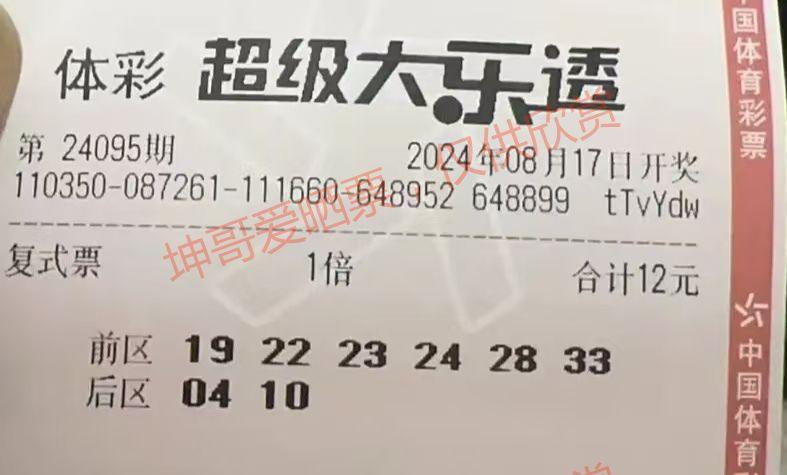 体彩 超级大乐透
第 24095期 2024年08月17日开奖
110350-087261-111660-648952 648899 tTvYdw
复式票 1倍 合计12元
前区 19 22 23 24 28 33
后区 04 10
坤哥爱晒票,仅供欣赏
中国体育彩票
中国体育彩
赏